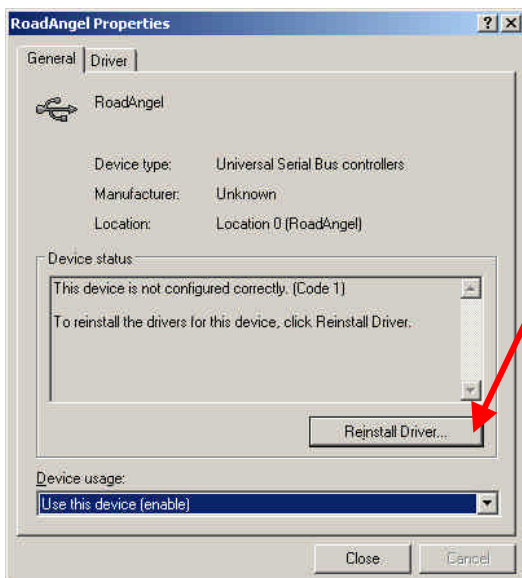 RoadAngel Properties
General
Driver
RoadAngel
Device type: Universal Serial Bus controllers
Manufacturer: Unknown
Location: Location 0 (RoadAngel)
Device status
This device is not configured correctly. (Code 1)
To reinstall the drivers for this device, click Reinstall Driver.
Reinstall Driver...
Device usage:
Use this device (enable)
Close
Cancel